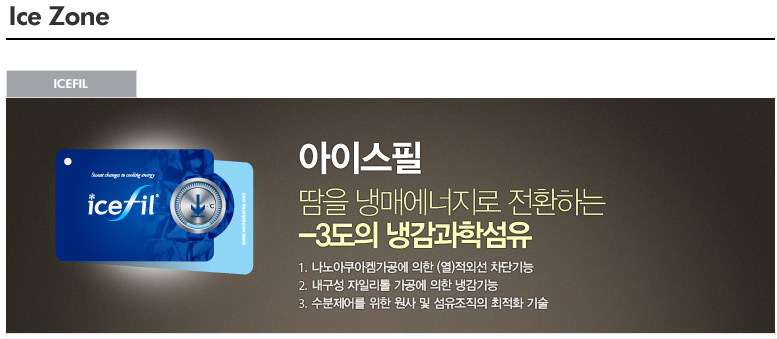 Ice Zone
ICEFIL
아이스필
땀을 냉매에너지로 전환하는
-3도의 냉감과학섬유
Sweat changes to cooling energy
icefil
°C
1. 나노아쿠아켐가공에 의한 (열)적외선 차단기능
2. 내구성 자일리톨 가공에 의한 냉감기능
3. 수분제어를 위한 원사 및 섬유조직의 최적화 기술